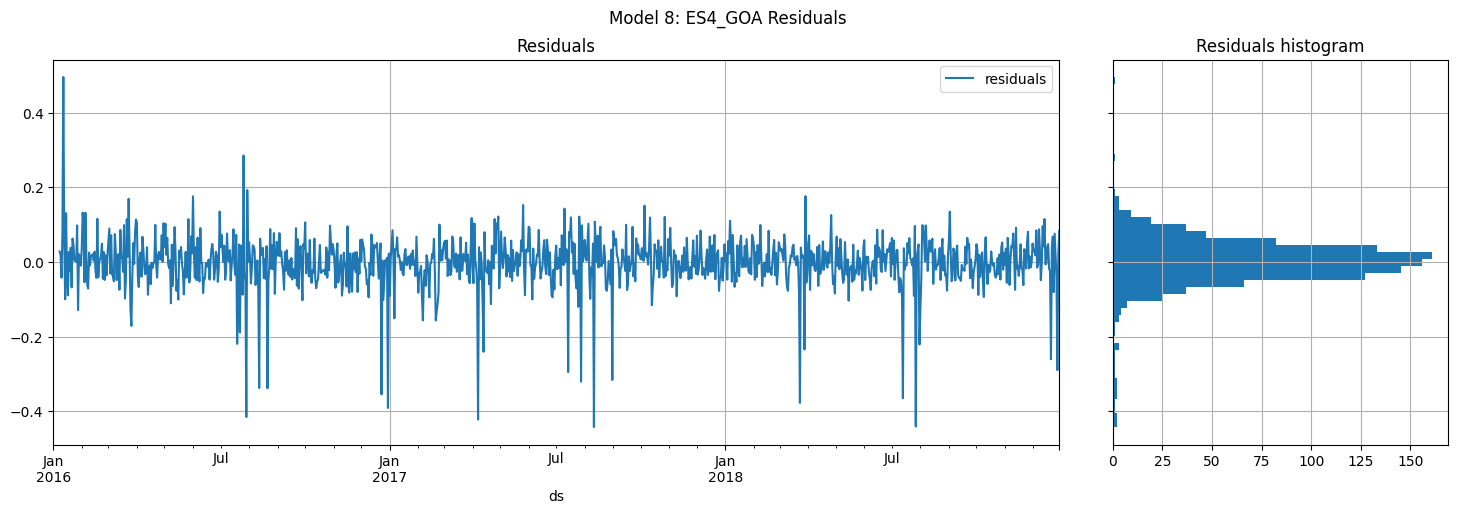 Model 8: ES4_GOA Residuals
Residuals
Residuals histogram
residuals
0.4
0.2
0.0
−0.2
−0.4
Jan
2016
Jul
Jan
2017
Jul
Jan
2018
Jul
ds
0 25 50 75 100 125 150